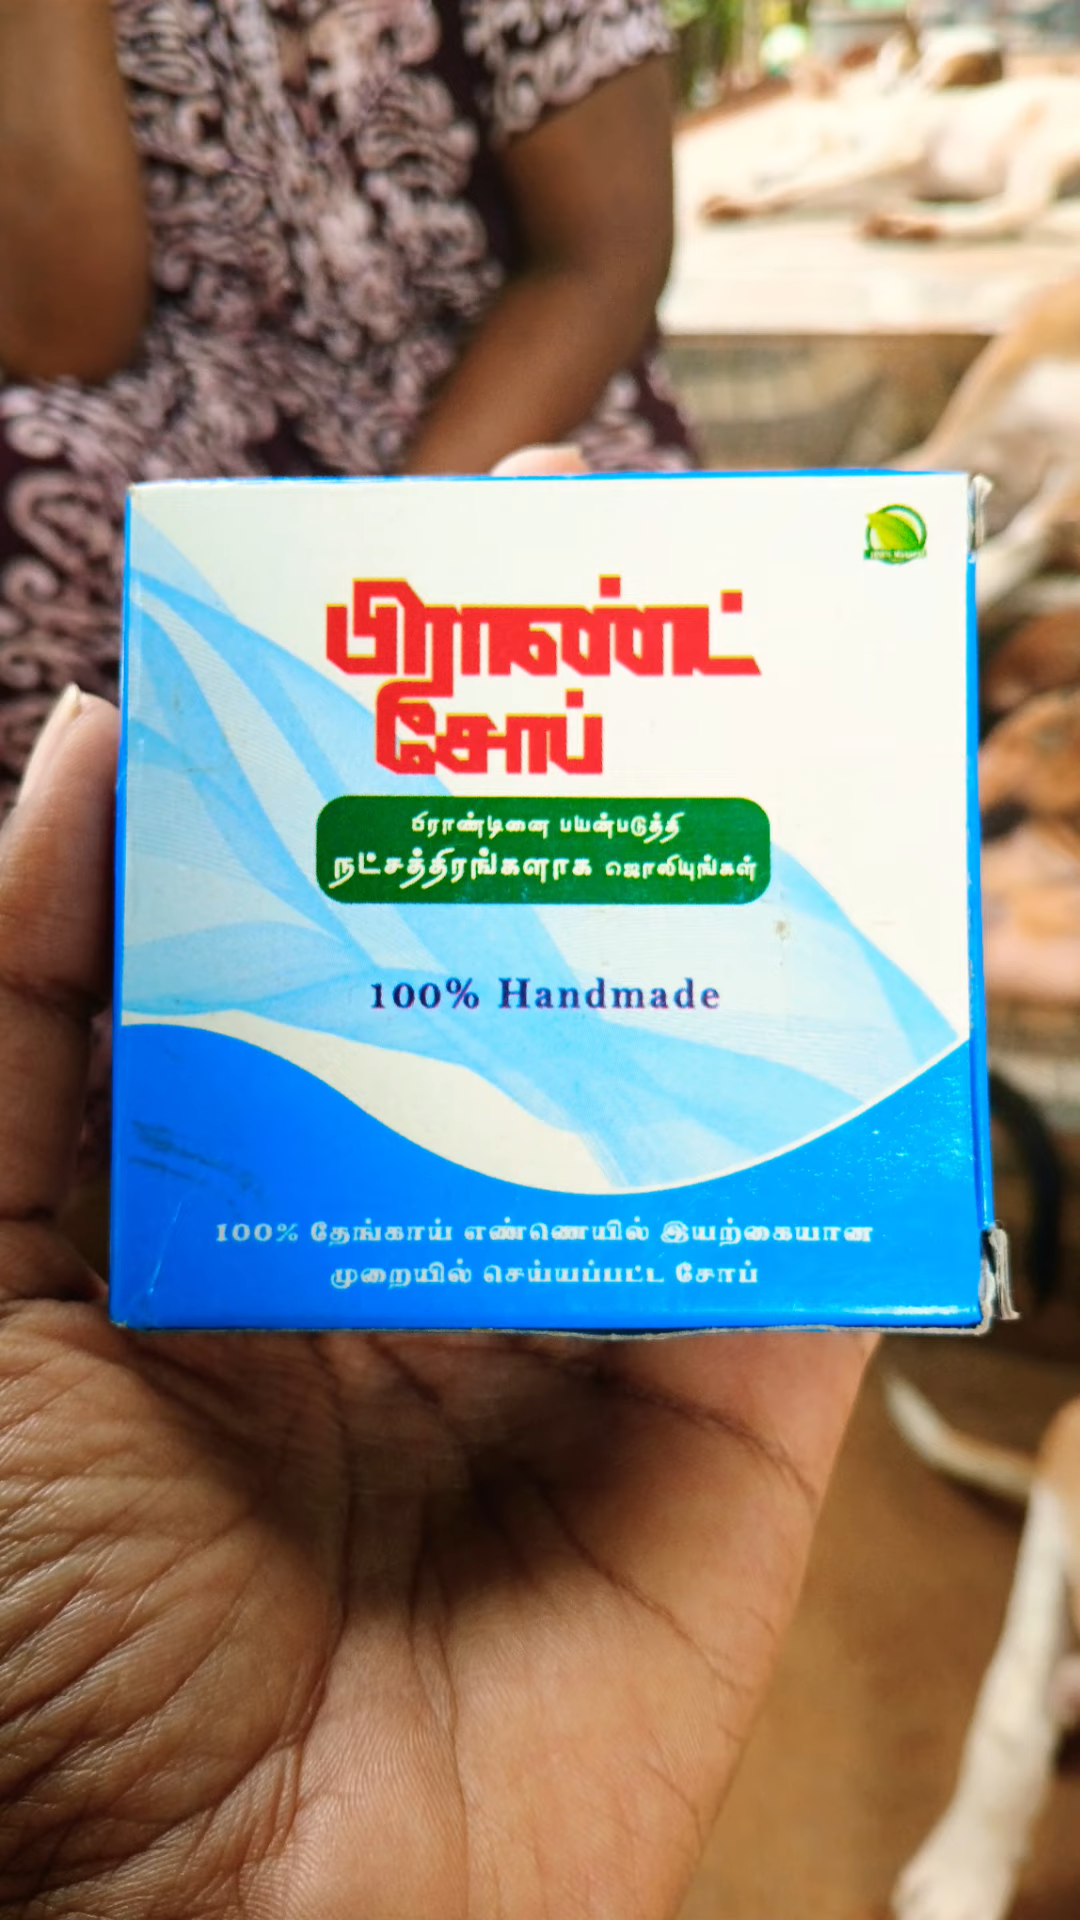 பிராண்ட்
சோப்
பிராண்டினை பயன்படுத்தி
நட்சத்திரங்களாக ஜொலியுங்கள்
100% Handmade
100% தேங்காய் எண்ணெயில் இயற்கையான
முறையில் செய்யப்பட்ட சோப்